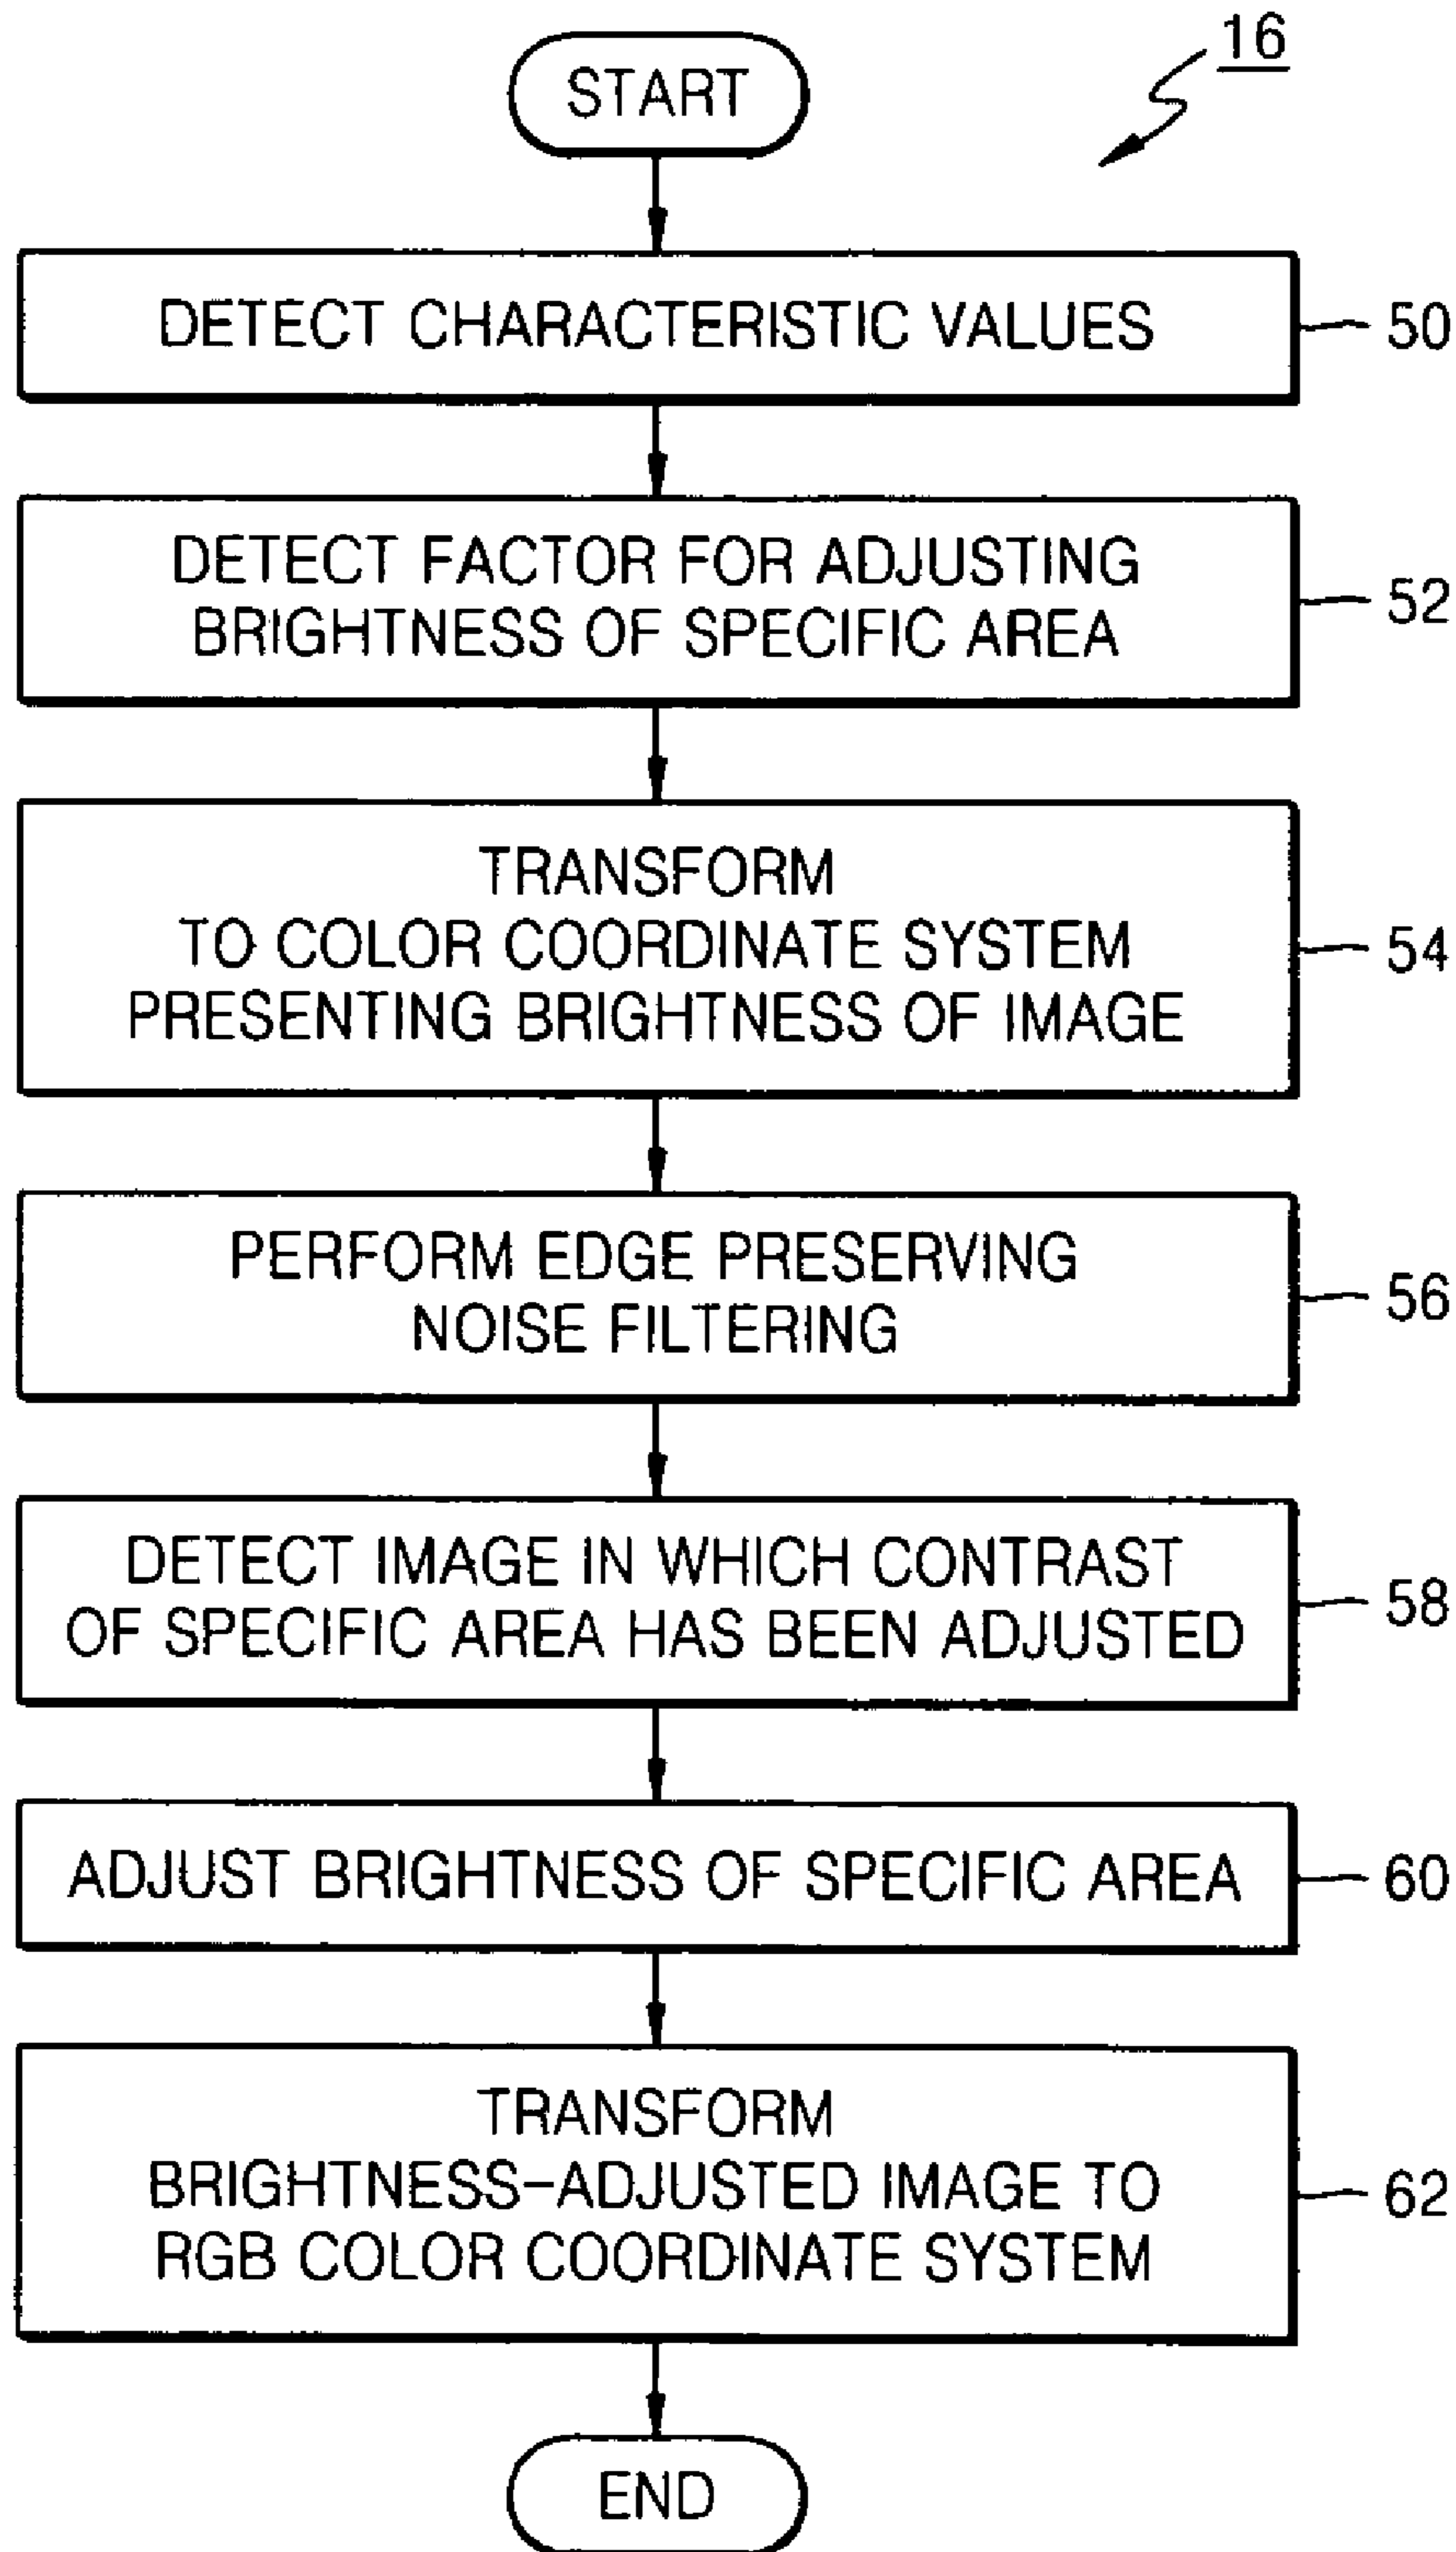 16
START
DETECT CHARACTERISTIC VALUES
50
DETECT FACTOR FOR ADJUSTING
BRIGHTNESS OF SPECIFIC AREA
52
TRANSFORM
TO COLOR COORDINATE SYSTEM
PRESENTING BRIGHTNESS OF IMAGE
54
PERFORM EDGE PRESERVING
NOISE FILTERING
56
DETECT IMAGE IN WHICH CONTRAST
OF SPECIFIC AREA HAS BEEN ADJUSTED
58
ADJUST BRIGHTNESS OF SPECIFIC AREA
60
TRANSFORM
BRIGHTNESS-ADJUSTED IMAGE TO
RGB COLOR COORDINATE SYSTEM
62
END